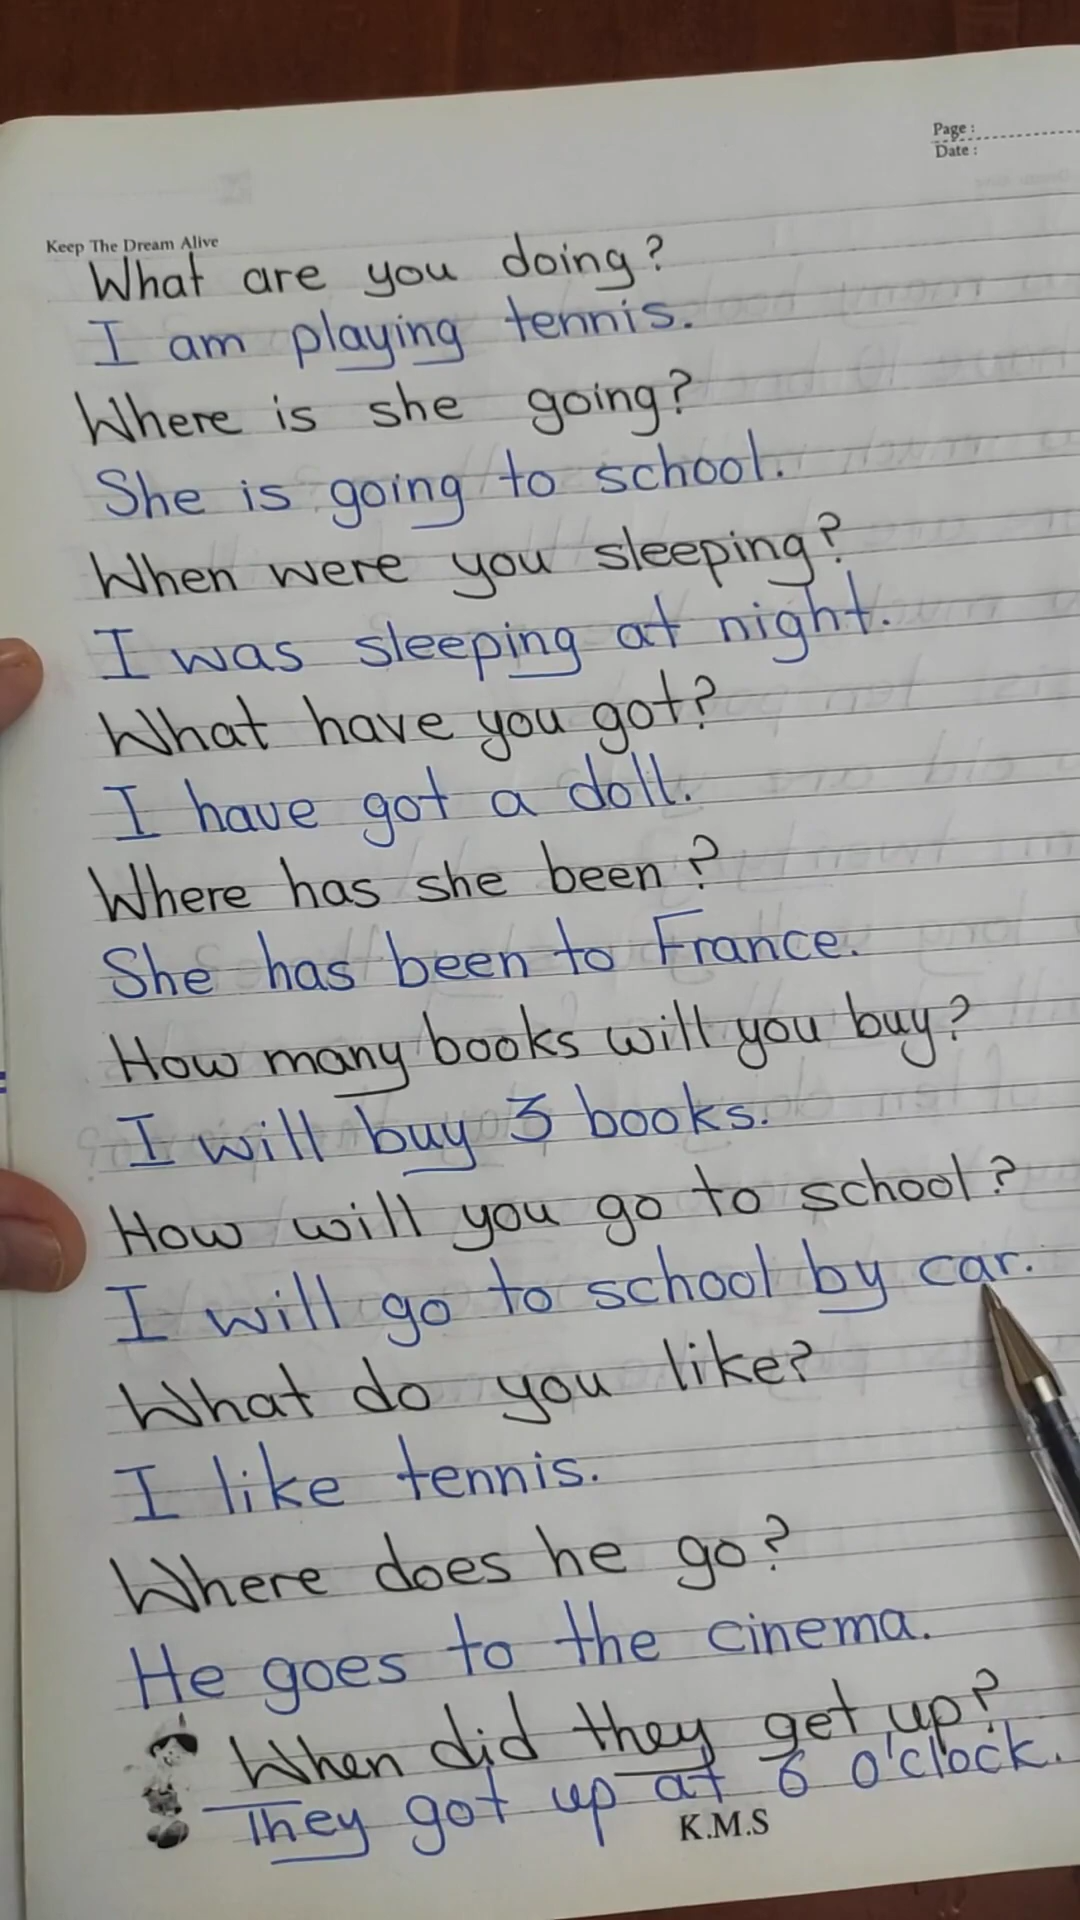 Page :
Date :
Keep The Dream Alive
What are you doing?
I am playing tennis.
Where is she going?
She is going to school.
When were you sleeping?
I was sleeping at night.
What have you got?
I have got a doll.
Where has she been?
She has been to France.
How many books will you buy?
I will buy 3 books.
How will you go to school?
I will go to school by car.
What do you like?
I like tennis.
Where does he go?
He goes to the cinema.
When did they get up?
They got up at 6 o'clock.
K.M.S